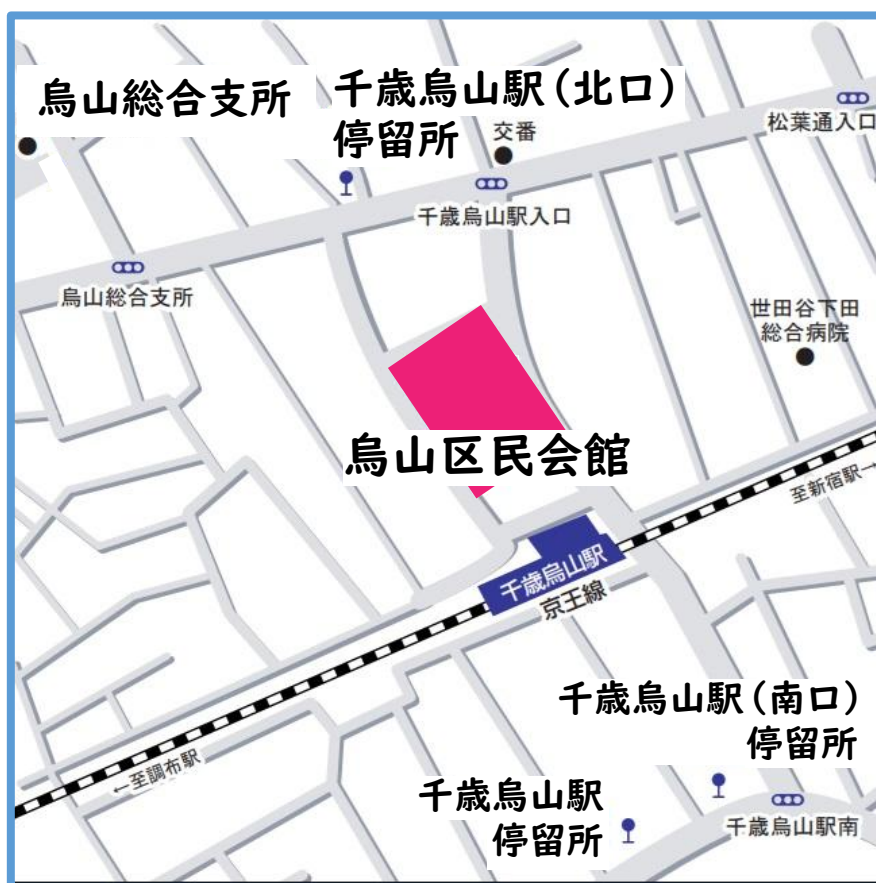 烏山総合支所
千歳烏山駅(北口)
停留所
交番
松葉通入口
千歳烏山駅入口
烏山総合支所
世田谷下田
総合病院
烏山区民会館
至新宿駅→
千歳烏山駅
京王線
千歳烏山駅(南口)
停留所
←至調布駅
千歳烏山駅
停留所
千歳烏山駅南